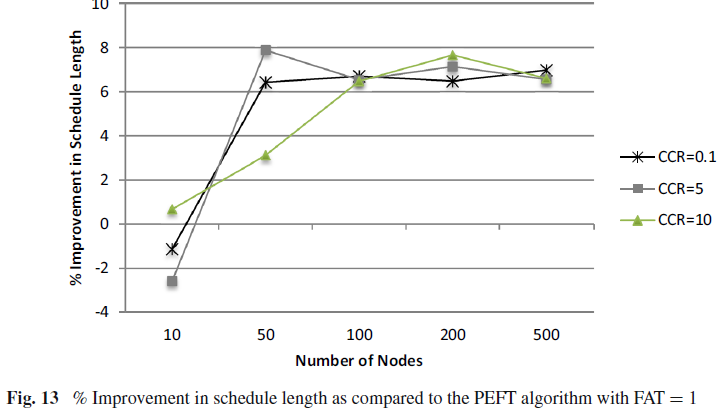 10
8
6
4
2
0
-2
-4
% Improvement in Schedule Length
10 50 100 200 500
Number of Nodes
CCR=0.1
CCR=5
CCR=10
Fig. 13 % Improvement in schedule length as compared to the PEFT algorithm with FAT = 1